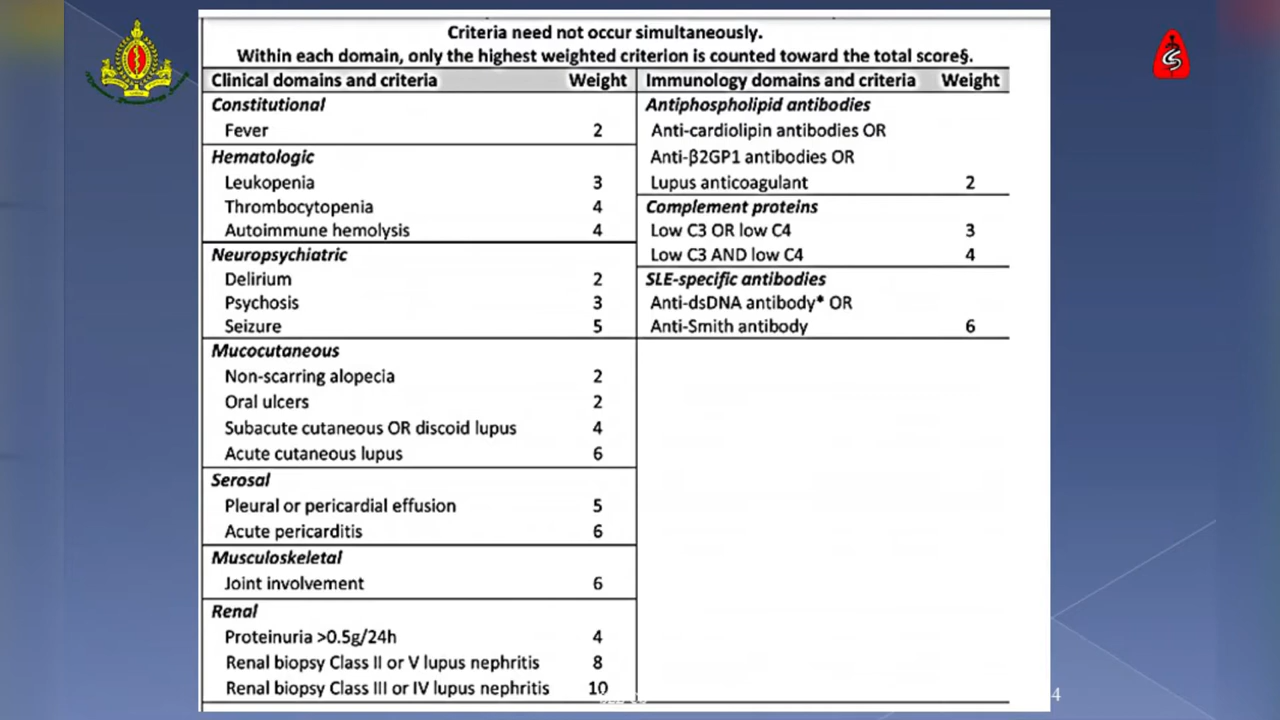 Criteria need not occur simultaneously.
Within each domain, only the highest weighted criterion is counted toward the total score§.
Clinical domains and criteria Weight
Constitutional
Fever 2
Hematologic
Leukopenia 3
Thrombocytopenia 4
Autoimmune hemolysis 4
Neuropsychiatric
Delirium 2
Psychosis 3
Seizure 5
Mucocutaneous
Non-scarring alopecia 2
Oral ulcers 2
Subacute cutaneous OR discoid lupus 4
Acute cutaneous lupus 6
Serosal
Pleural or pericardial effusion 5
Acute pericarditis 6
Musculoskeletal
Joint involvement 6
Renal
Proteinuria >0.5g/24h 4
Renal biopsy Class II or V lupus nephritis 8
Renal biopsy Class III or IV lupus nephritis 10
Immunology domains and criteria Weight
Antiphospholipid antibodies
Anti-cardiolipin antibodies OR
Anti-β2GP1 antibodies OR
Lupus anticoagulant 2
Complement proteins
Low C3 OR low C4 3
Low C3 AND low C4 4
SLE-specific antibodies
Anti-dsDNA antibody* OR
Anti-Smith antibody 6
4